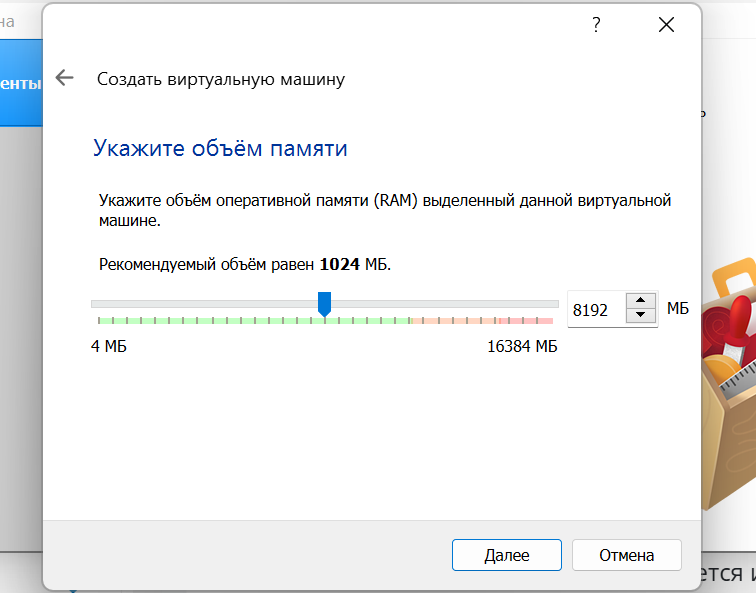 на
?
Создать виртуальную машину
енты
Укажите объём памяти
Укажите объём оперативной памяти (RAM) выделенный данной виртуальной
машине.
Рекомендуемый объём равен 1024 МБ.
8192 МБ
4 МБ 16384 МБ
Далее Отмена
ется и